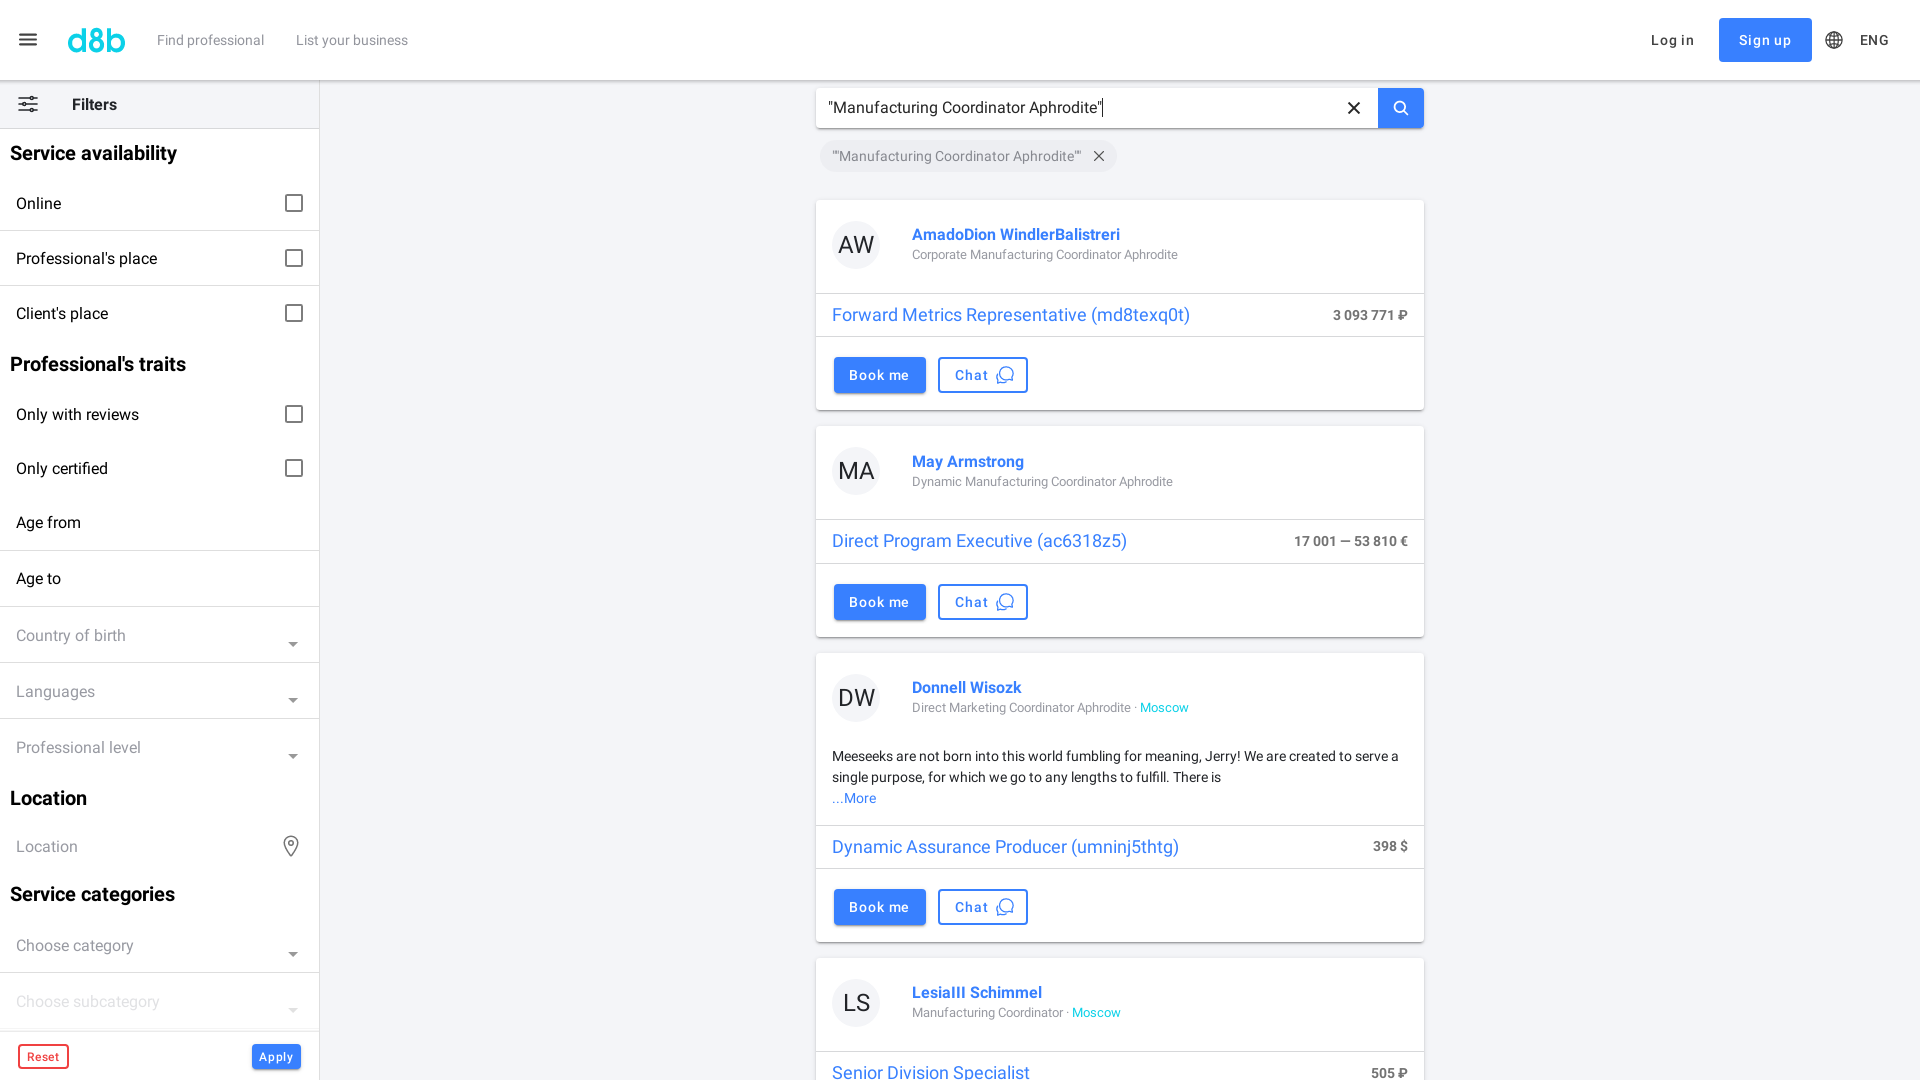 d8b
Find professional
List your business
Log in
Sign up
ENG
Filters
Service availability
Online
Professional's place
Client's place
Professional's traits
Only with reviews
Only certified
Age from
Age to
Country of birth
Languages
Professional level
Location
Location
Service categories
Choose category
Choose subcategory
Reset
Apply
"Manufacturing Coordinator Aphrodite"
""Manufacturing Coordinator Aphrodite""
AW
AmadoDion WindlerBalistreri
Corporate Manufacturing Coordinator Aphrodite
Forward Metrics Representative (md8texq0t)
3 093 771 ₽
Book me
Chat
MA
May Armstrong
Dynamic Manufacturing Coordinator Aphrodite
Direct Program Executive (ac6318z5)
17 001 — 53 810 €
Book me
Chat
DW
Donnell Wisozk
Direct Marketing Coordinator Aphrodite · Moscow
Meeseeks are not born into this world fumbling for meaning, Jerry! We are created to serve a
single purpose, for which we go to any lengths to fulfill. There is
...More
Dynamic Assurance Producer (umninj5thtg)
398 $
Book me
Chat
LS
LesiaIII Schimmel
Manufacturing Coordinator · Moscow
Senior Division Specialist
505 ₽